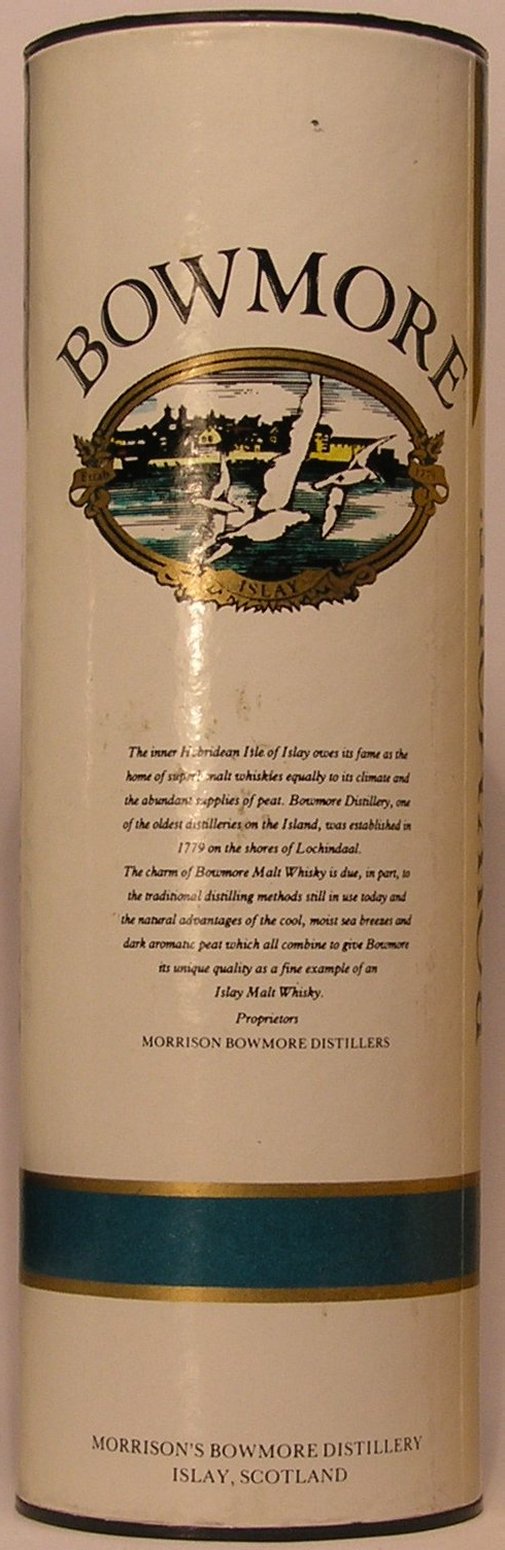 BOWMORE
Estab 1779
ISLAY
The inner Hebridean Isle of Islay owes its fame as the
home of superb malt whiskies equally to its climate and
the abundant supplies of peat. Bowmore Distillery, one
of the oldest distilleries on the Island, was established in
1779 on the shores of Lochindaal.
The charm of Bowmore Malt Whisky is due, in part, to
the traditional distilling methods still in use today and
the natural advantages of the cool, moist sea breezes and
dark aromatic peat which all combine to give Bowmore
its unique quality as a fine example of an
Islay Malt Whisky.
Proprietors
MORRISON BOWMORE DISTILLERS
MORRISON'S BOWMORE DISTILLERY
ISLAY, SCOTLAND